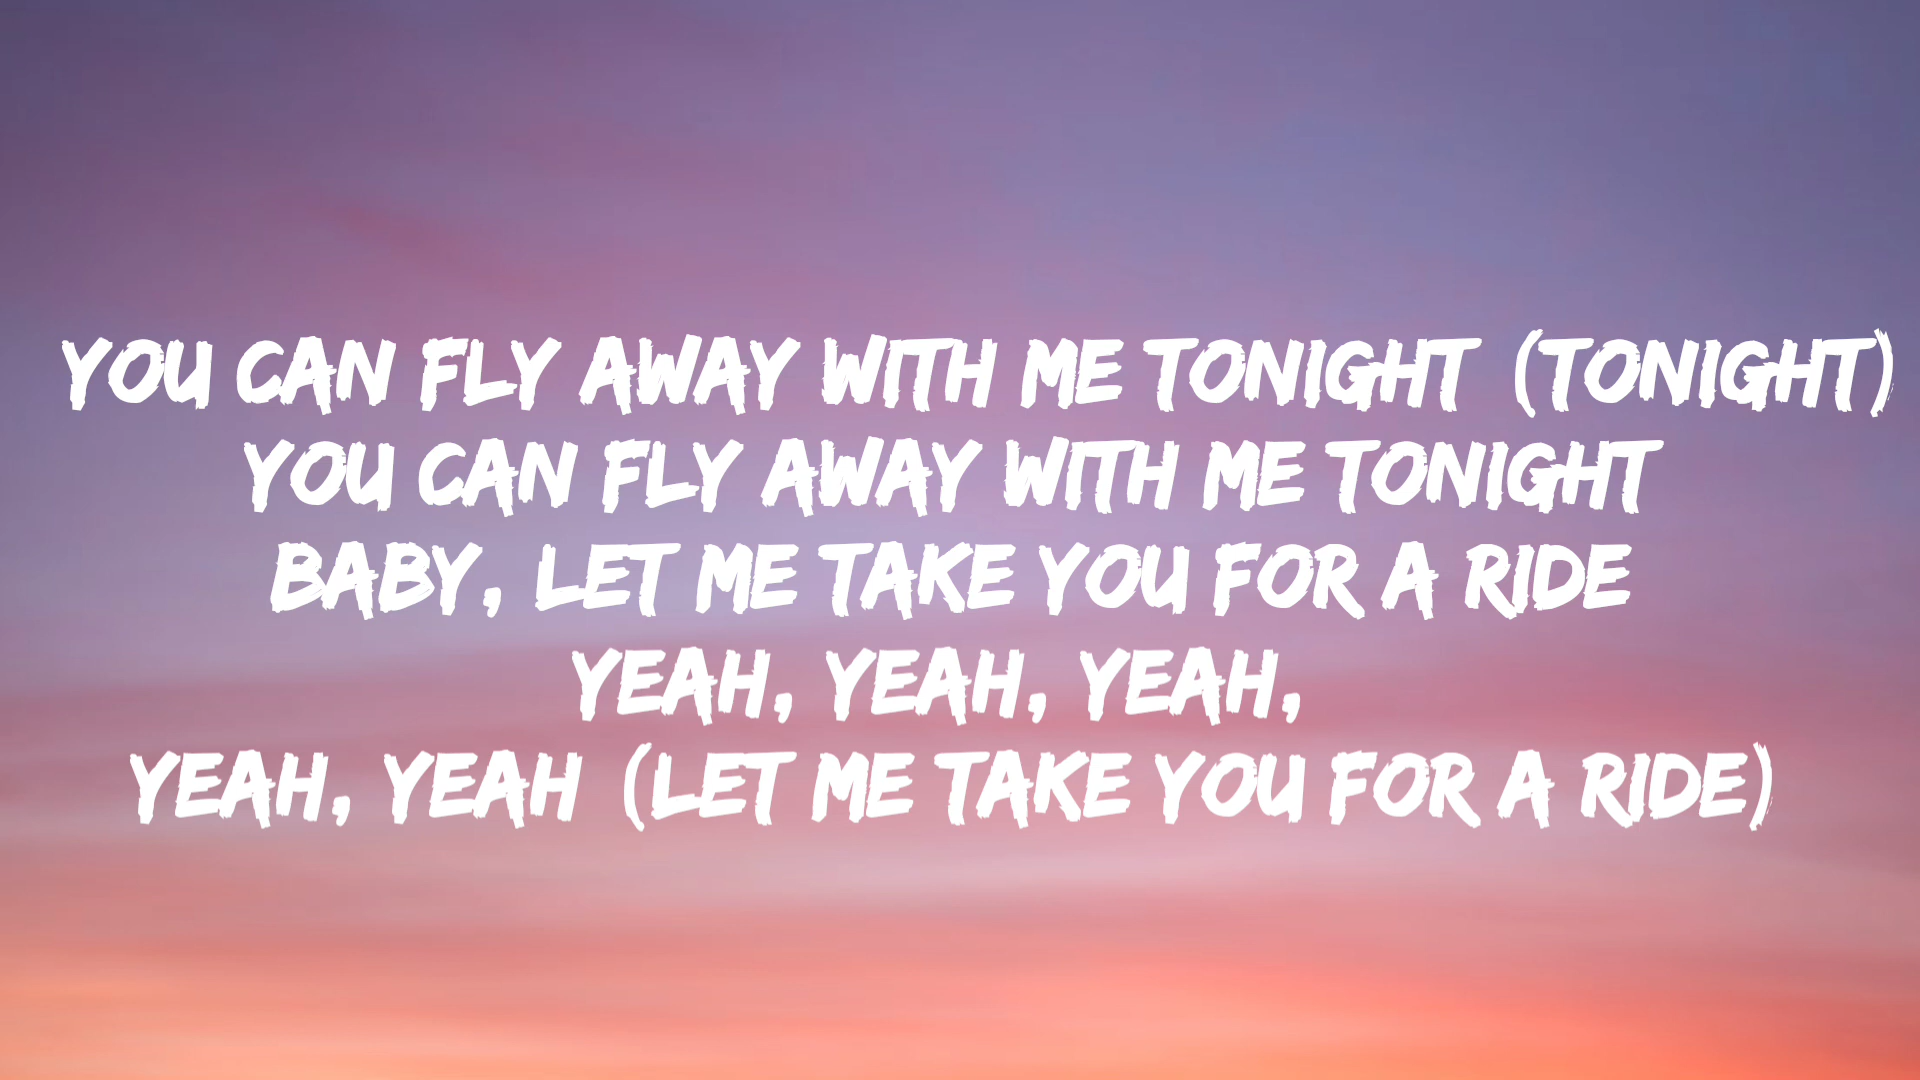 YOU CAN FLY AWAY WITH ME TONIGHT (TONIGHT)
YOU CAN FLY AWAY WITH ME TONIGHT
BABY, LET ME TAKE YOU FOR A RIDE
YEAH, YEAH, YEAH,
YEAH, YEAH (LET ME TAKE YOU FOR A RIDE)